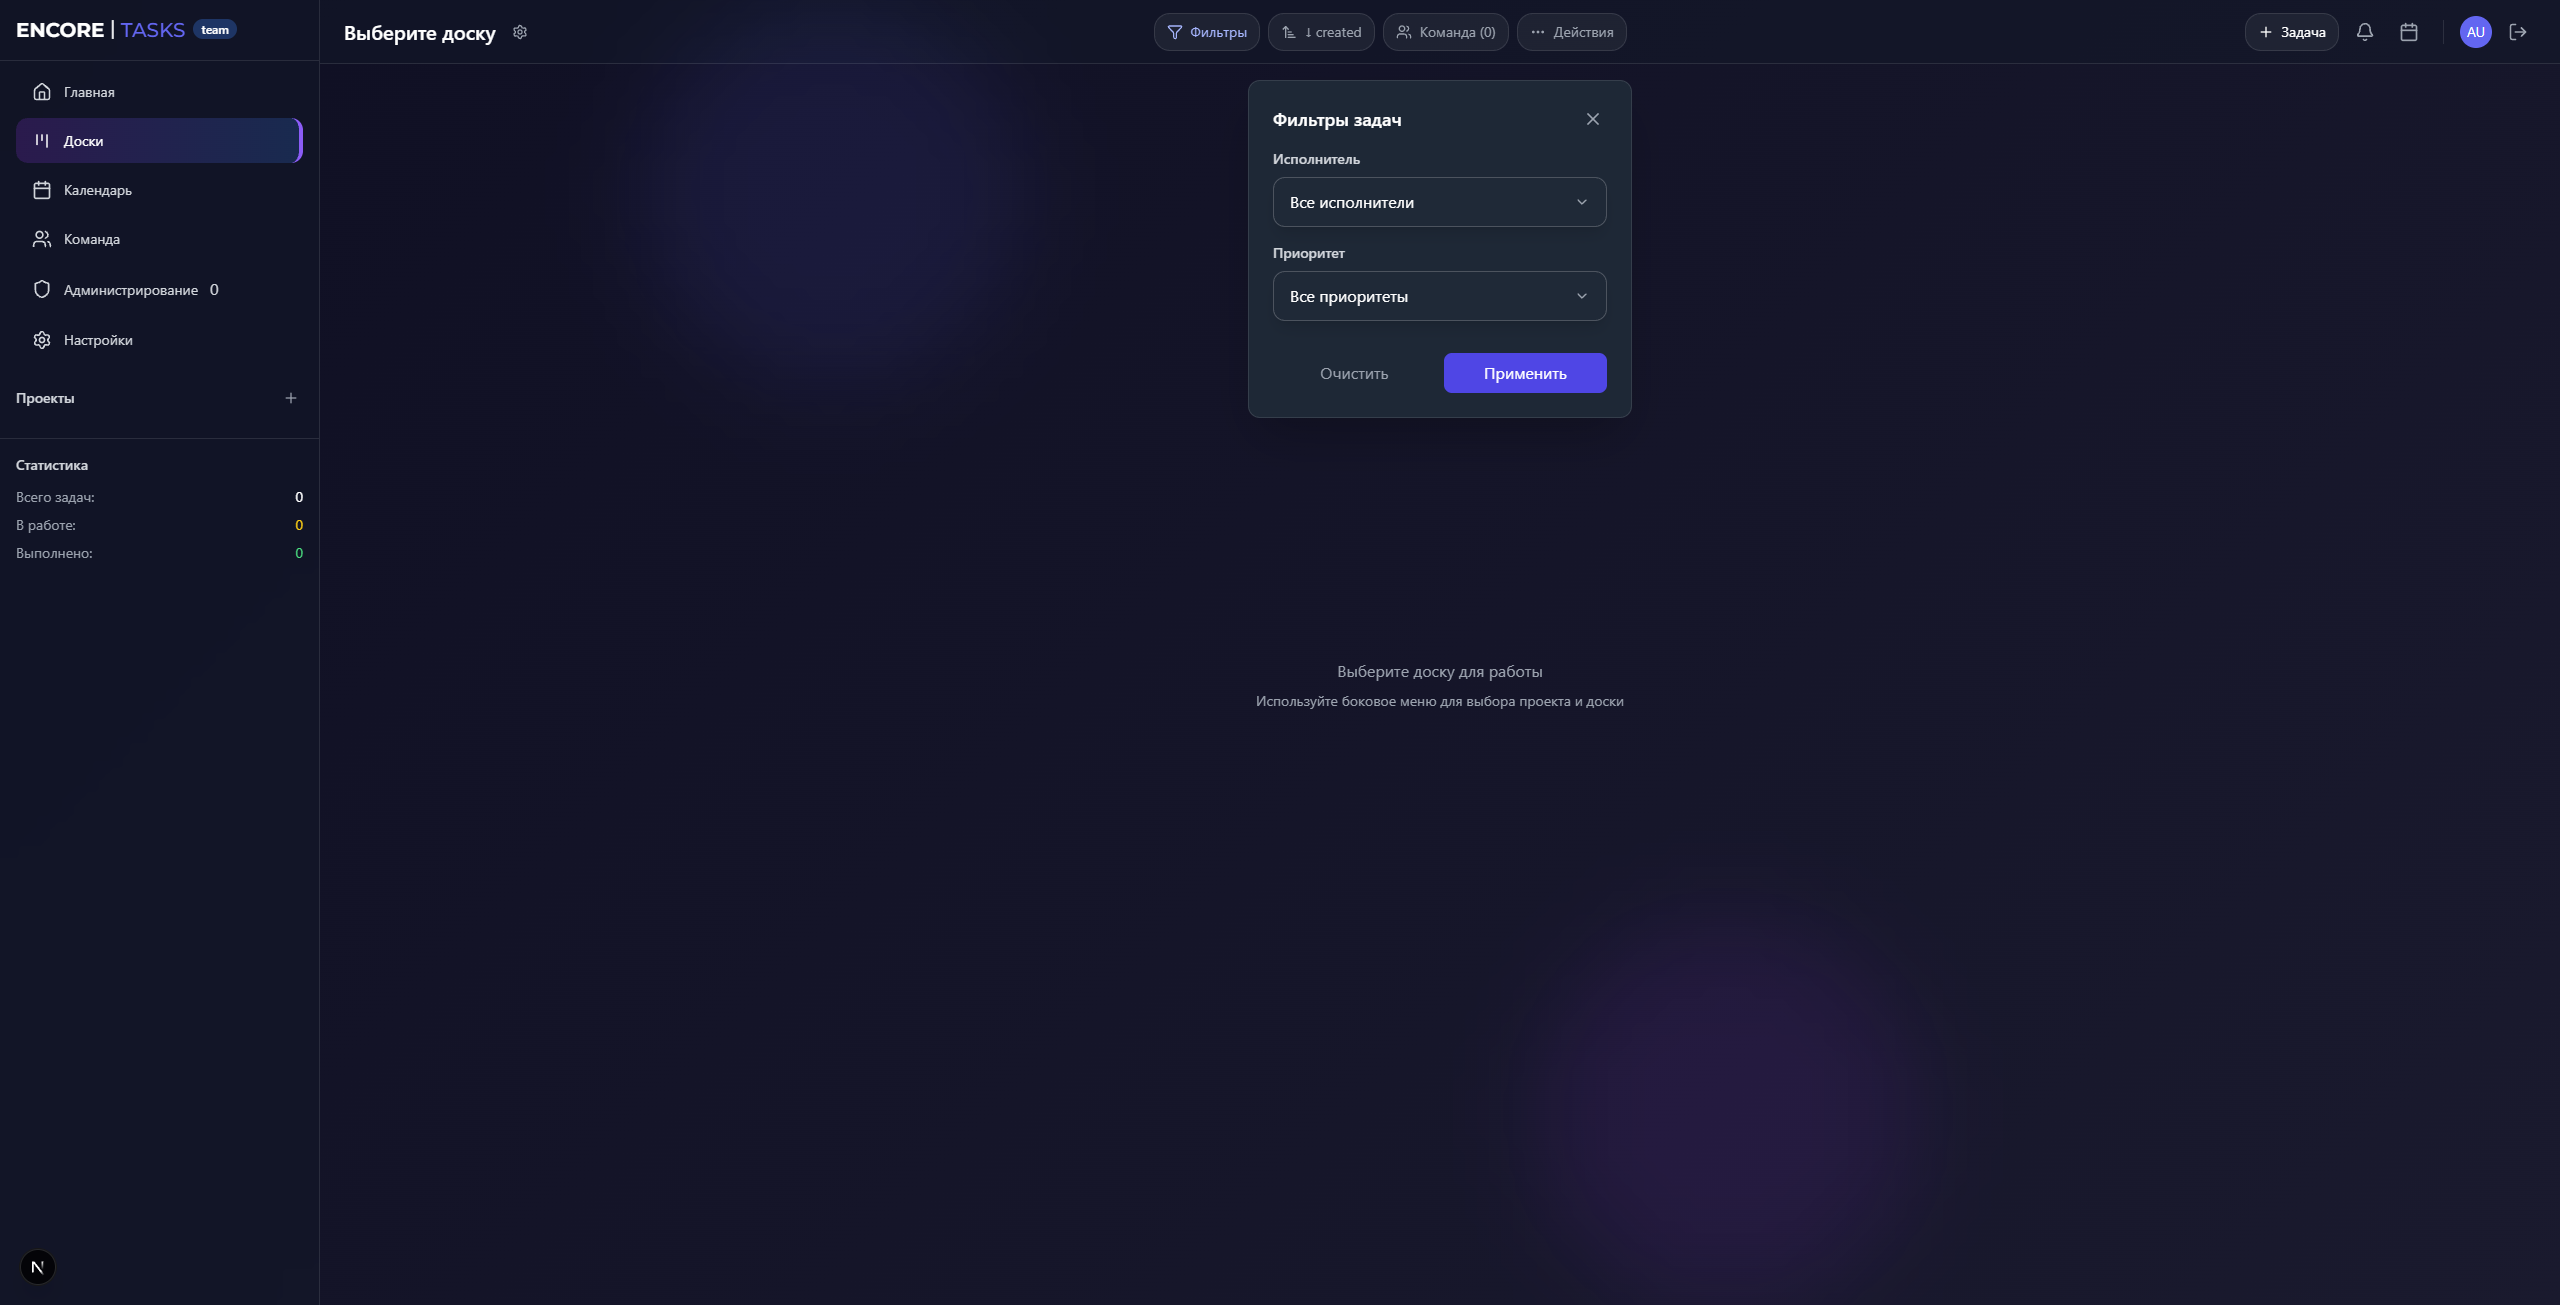 ENCORE | TASKS team
Главная
Доски
Календарь
Команда
Администрирование 0
Настройки
Проекты
Статистика
Всего задач: 0
В работе: 0
Выполнено: 0
N
Выберите доску
Фильтры
↓ created
Команда (0)
Действия
Задача
AU
Фильтры задач
Исполнитель
Все исполнители
Приоритет
Все приоритеты
Очистить
Применить
Выберите доску для работы
Используйте боковое меню для выбора проекта и доски